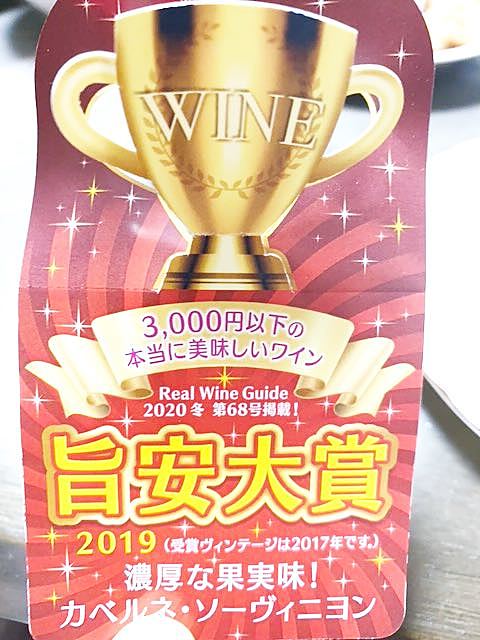 WINE
3,000円以下の
本当に美味しいワイン
Real Wine Guide
2020 冬 第68号掲載!
旨安大賞
2019（受賞ヴィンテージは2017年です。）
濃厚な果実味!
カベルネ・ソーヴィニヨン